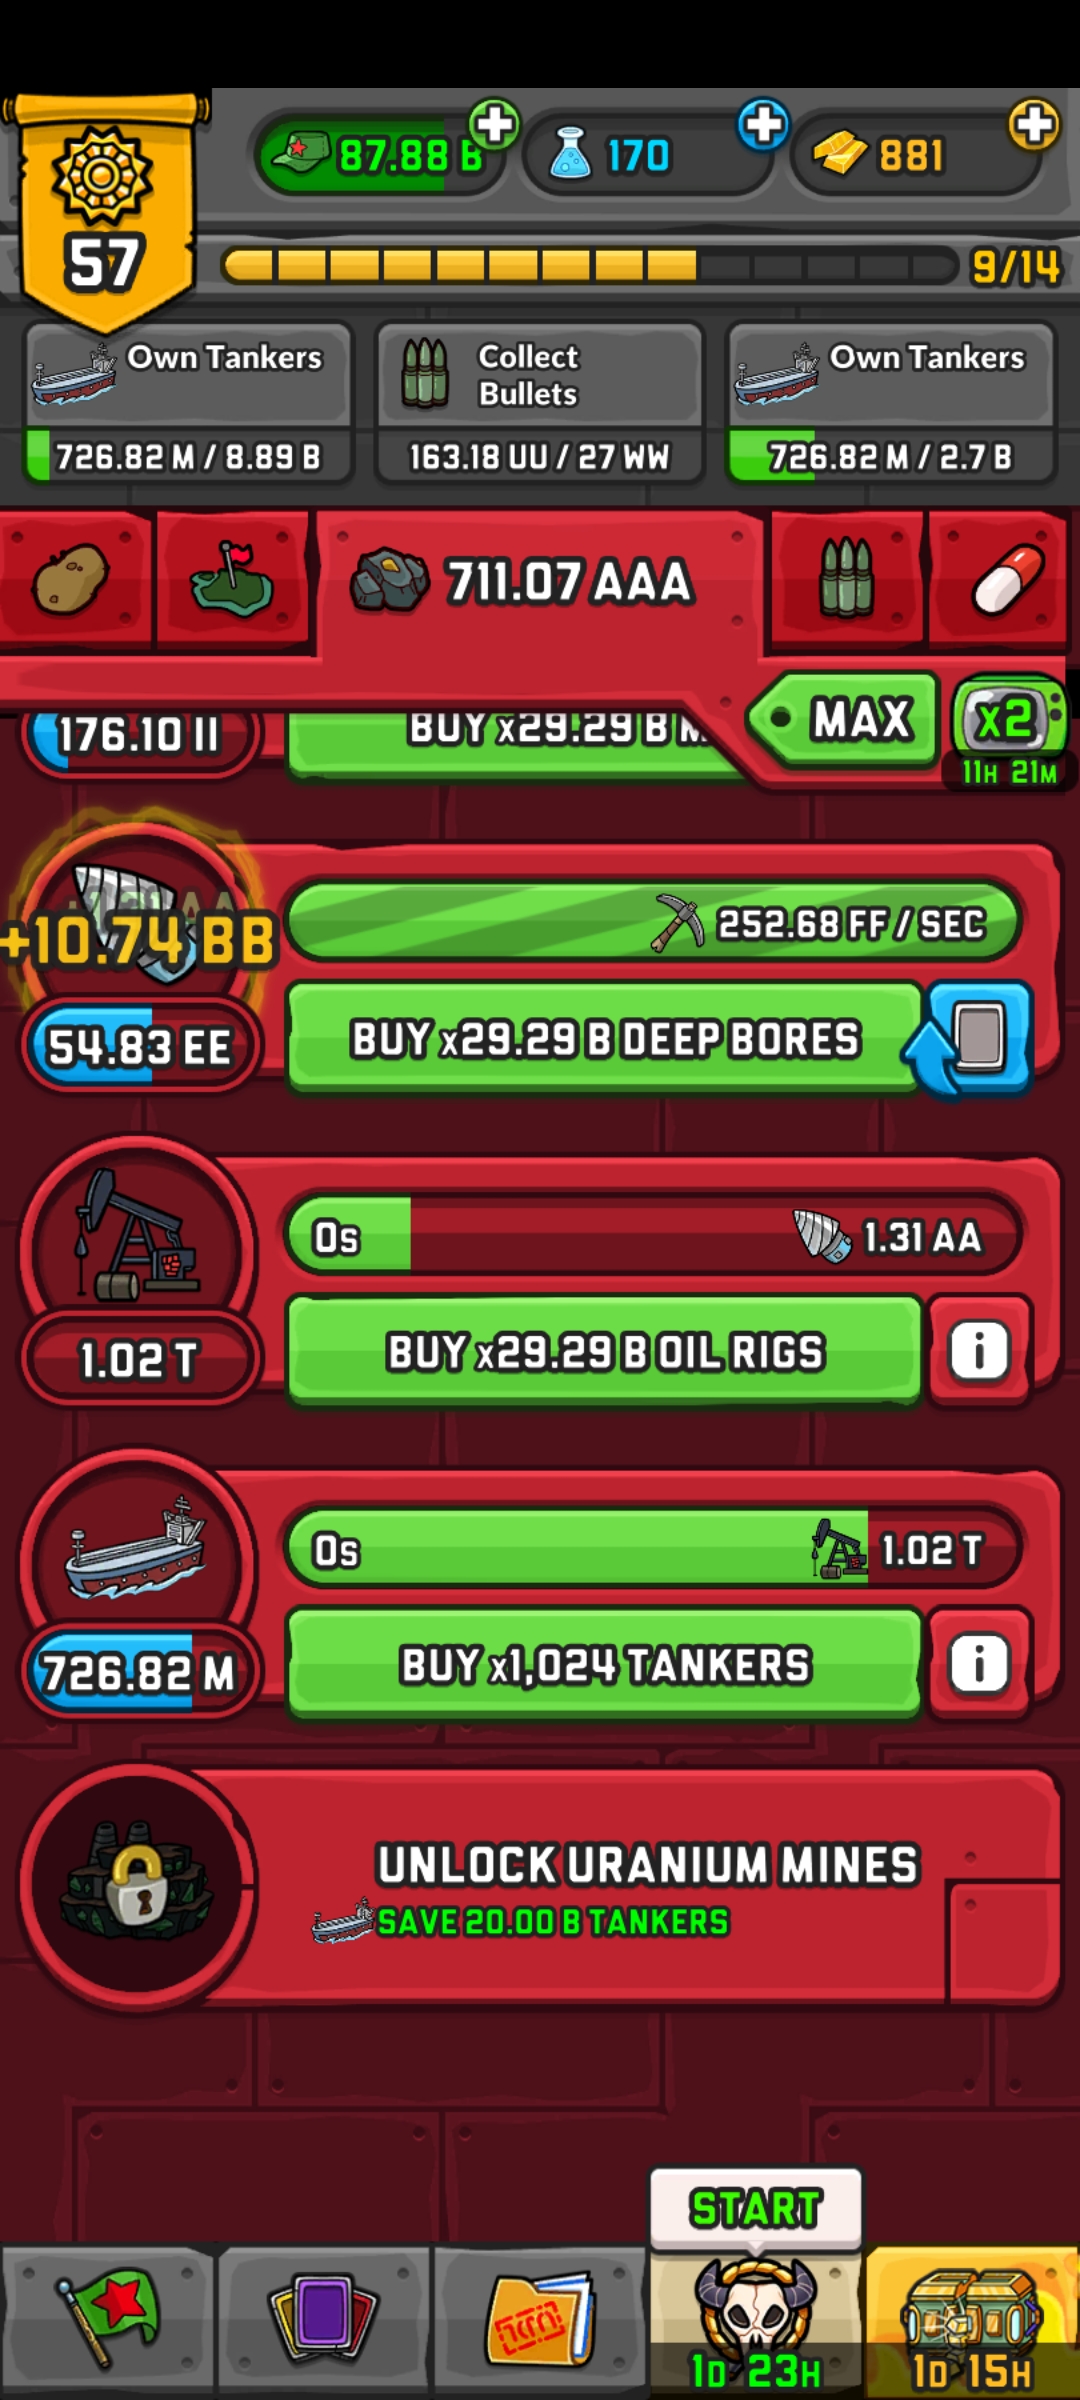 87.88 B
170
881
57
9/14
Own Tankers
726.82 M / 8.89 B
Collect
Bullets
163.18 UU / 27 WW
Own Tankers
726.82 M / 2.7 B
711.07 AAA
MAX
x2
11H 21M
176.10 II
BUY x29.29 B M
+10.74 BB
252.68 FF / SEC
54.83 EE
BUY x29.29 B DEEP BORES
0s
1.31 AA
1.02 T
BUY x29.29 B OIL RIGS
i
0s
1.02 T
726.82 M
BUY x1,024 TANKERS
i
UNLOCK URANIUM MINES
SAVE 20.00 B TANKERS
START
1D 23H
1D 15H